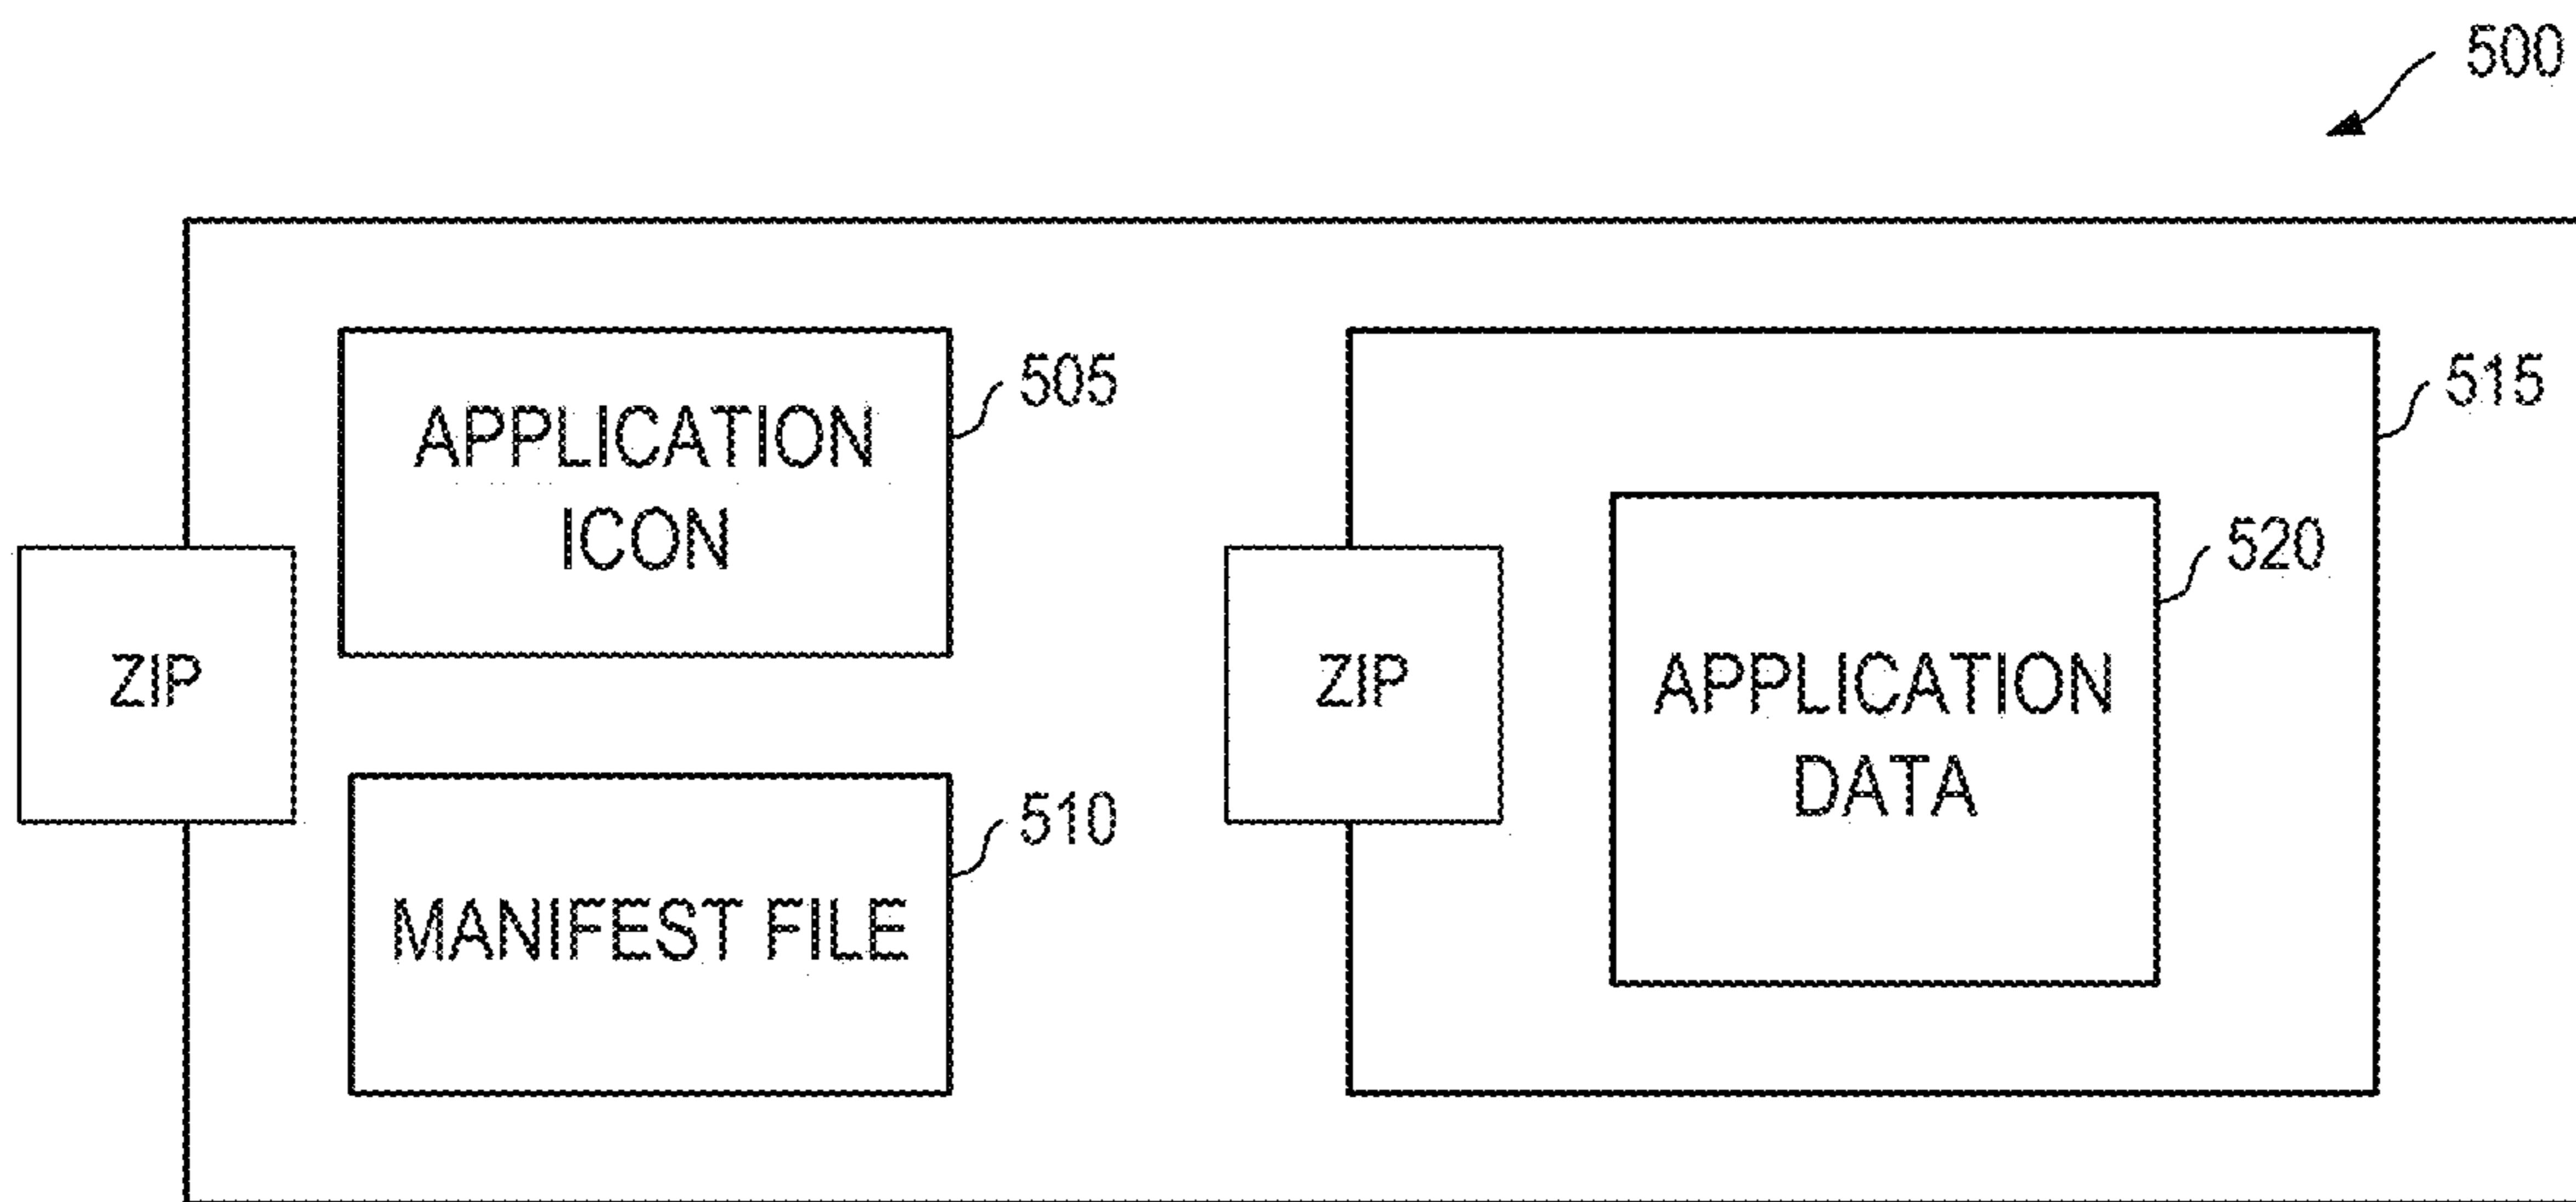 500
APPLICATION
ICON
505
515
ZIP
MANIFEST FILE
510
ZIP
APPLICATION
DATA
520